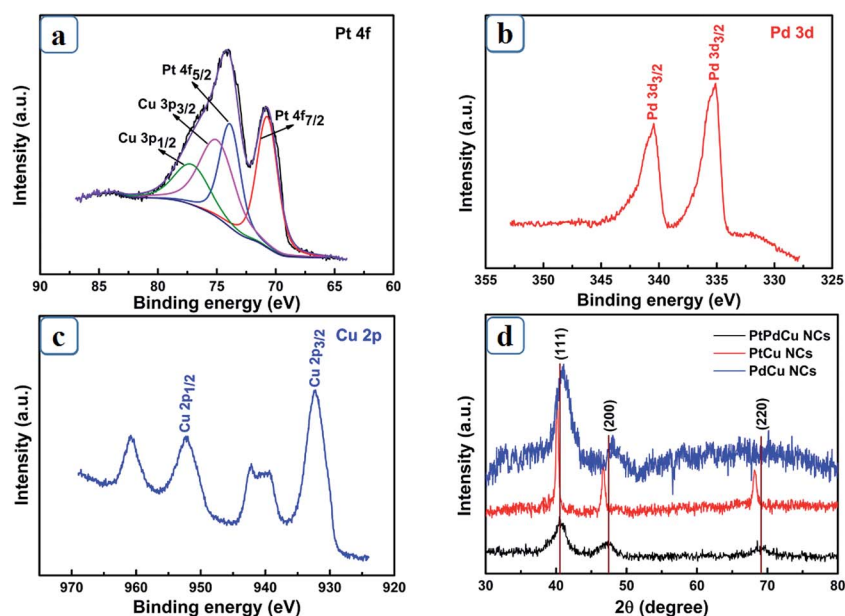 a
Pt 4f
Pt 4f5/2
Cu 3p3/2
Cu 3p1/2
Pt 4f7/2
Intensity (a.u.)
90 85 80 75 70 65 60
Binding energy (eV)
b
Pd 3d
Pd 3d3/2
Pd 3d3/2
Intensity (a.u.)
355 350 345 340 335 330 325
Binding energy (eV)
c
Cu 2p
Cu 2p1/2
Cu 2p3/2
Intensity (a.u.)
970 960 950 940 930 920
Binding energy (eV)
d
(111)
(200)
(220)
PtPdCu NCs
PtCu NCs
PdCu NCs
Intensity (a.u.)
30 40 50 60 70 80
2θ (degree)